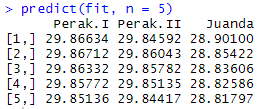 > predict(fit, n = 5)
Perak.I Perak.II Juanda
[1,] 29.86634 29.84592 28.90100
[2,] 29.86712 29.86043 28.85422
[3,] 29.86332 29.85782 28.83606
[4,] 29.85772 29.85135 28.82586
[5,] 29.85136 29.84417 28.81797